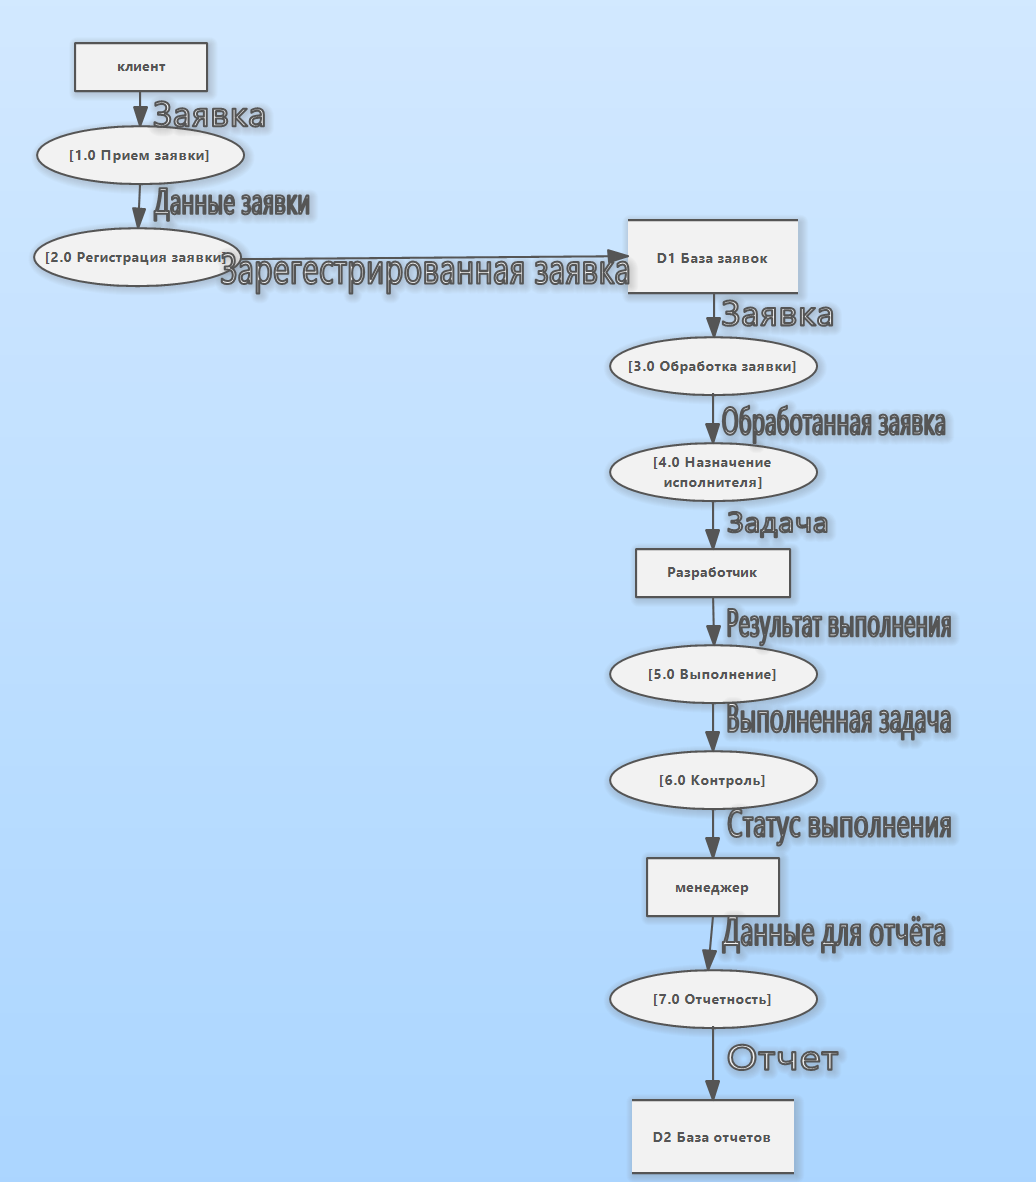 клиент
Заявка
[1.0 Прием заявки]
Данные заявки
[2.0 Регистрация заявки]
Зарегестрированная заявка
D1 База заявок
Заявка
[3.0 Обработка заявки]
Обработанная заявка
[4.0 Назначение
исполнителя]
Задача
Разработчик
Результат выполнения
[5.0 Выполнение]
Выполненная задача
[6.0 Контроль]
Статус выполнения
менеджер
Данные для отчёта
[7.0 Отчетность]
Отчет
D2 База отчетов